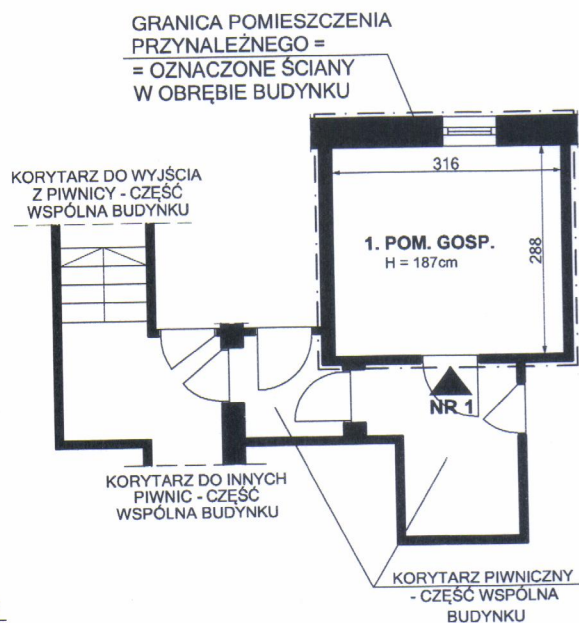 GRANICA POMIESZCZENIA
PRZYNALEŻNEGO =
= OZNACZONE ŚCIANY
W OBRĘBIE BUDYNKU
KORYTARZ DO WYJŚCIA
Z PIWNICY - CZĘŚĆ
WSPÓLNA BUDYNKU
316
288
1. POM. GOSP.
H = 187cm
NR 1
KORYTARZ DO INNYCH
PIWNIC - CZĘŚĆ
WSPÓLNA BUDYNKU
KORYTARZ PIWNICZNY
- CZĘŚĆ WSPÓLNA
BUDYNKU